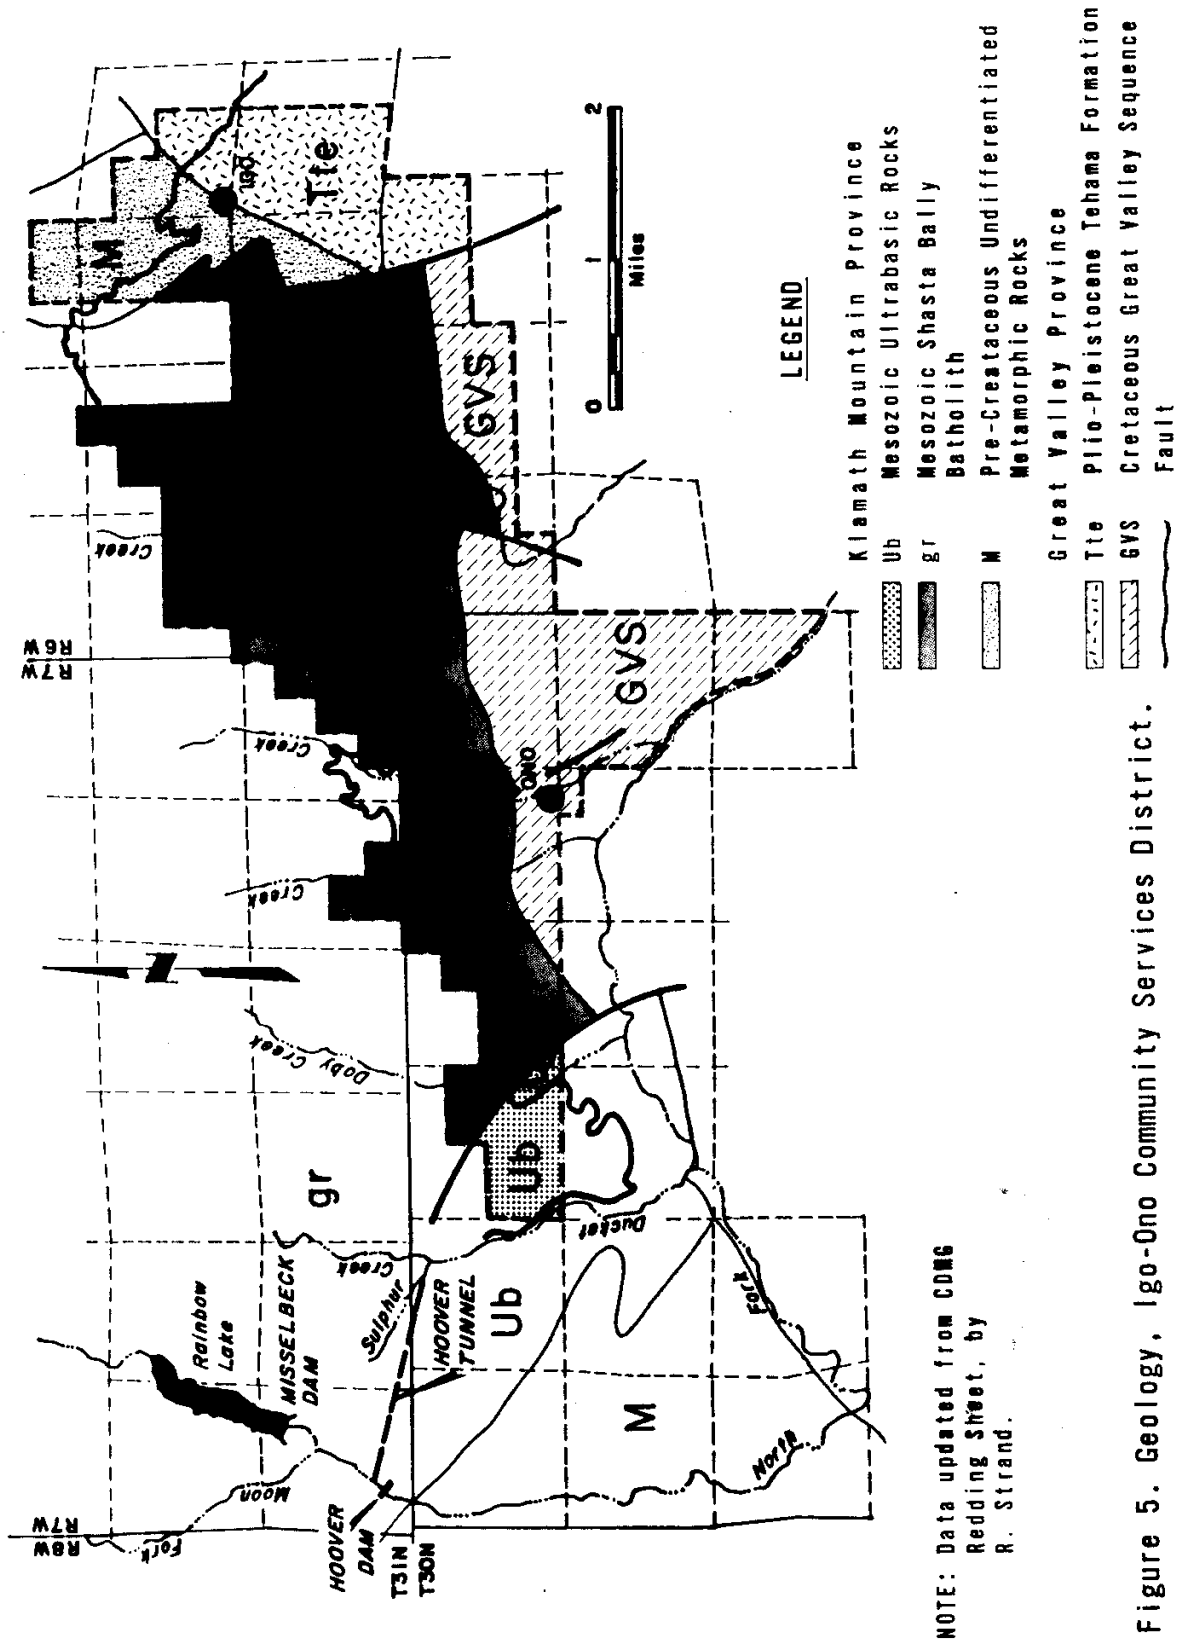 R8W
R7W
R7W
R6W
Fork
Moon
Rainbow
Lake
MISSELBECK
DAM
HOOVER
DAM
T31N
T30N
Sulphur
Creek
HOOVER
TUNNEL
gr
Doby Creek
Creek
Creek
Creek
Ub
Ub
Ducket
M
North
Fork
ONO
GVS
GVS
M
IGO
Tte
0
1
2
Miles
LEGEND
Klamath Mountain Province
Ub Mesozoic Ultrabasic Rocks
gr Mesozoic Shasta Bally
Batholith
M Pre-Creataceous Undifferentiated
Metamorphic Rocks
Great Valley Province
Tte Plio-Pleistocene Tehama Formation
GVS Cretaceous Great Valley Sequence
Fault
NOTE: Data updated from CDMG
Redding Sheet, by
R. Strand.
Figure 5. Geology, Igo-Ono Community Services District.